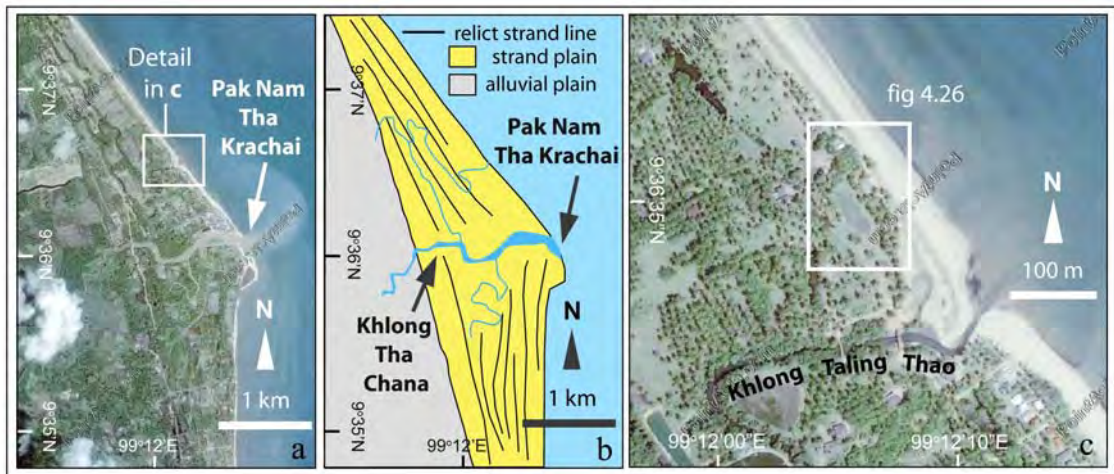 Detail
in c
Pak Nam
Tha
Krachai
9°37'N
9°36'N
9°35'N
N
1 km
99°12'E
a
relict strand line
strand plain
alluvial plain
9°37'N
Pak Nam
Tha Krachai
9°36'N
Khlong
Tha
Chana
N
1 km
9°35'N
99°12'E
b
fig 4.26
9°36'35"N
N
100 m
Khlong Taling Thao
99°12'00"E
99°12'10"E
c